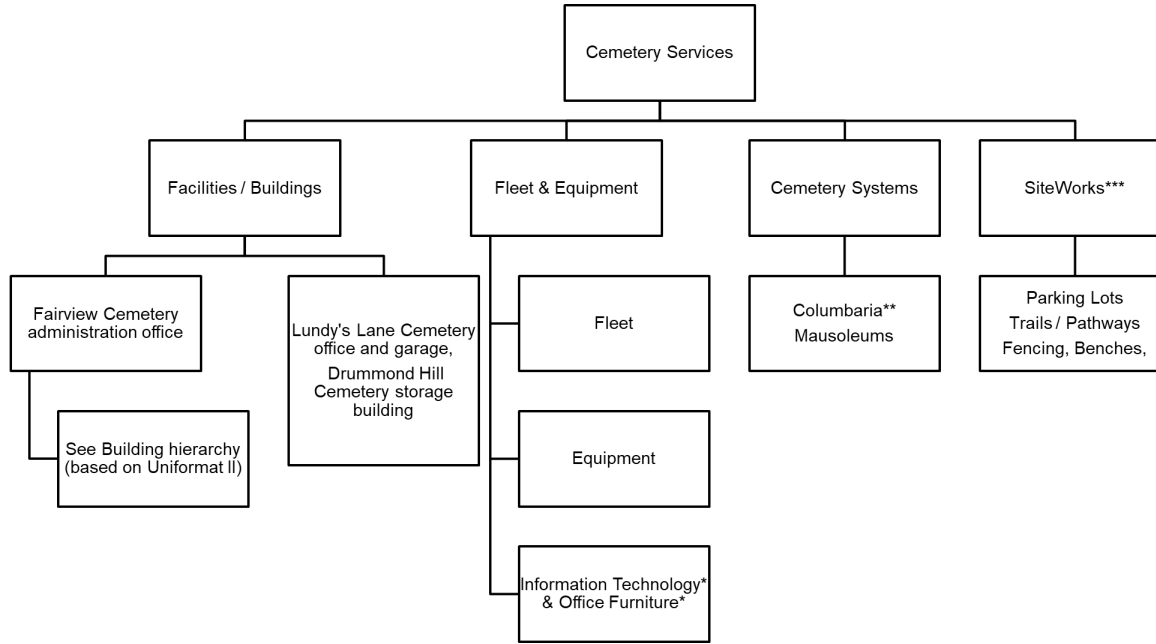 Cemetery Services
Facilities / Buildings
Fleet & Equipment
Cemetery Systems
SiteWorks***
Fairview Cemetery
administration office
Lundy's Lane Cemetery
office and garage,
Drummond Hill
Cemetery storage
building
Fleet
Columbaria**
Mausoleums
Parking Lots
Trails / Pathways
Fencing, Benches,
See Building hierarchy
(based on Uniformat II)
Equipment
Information Technology*
& Office Furniture*